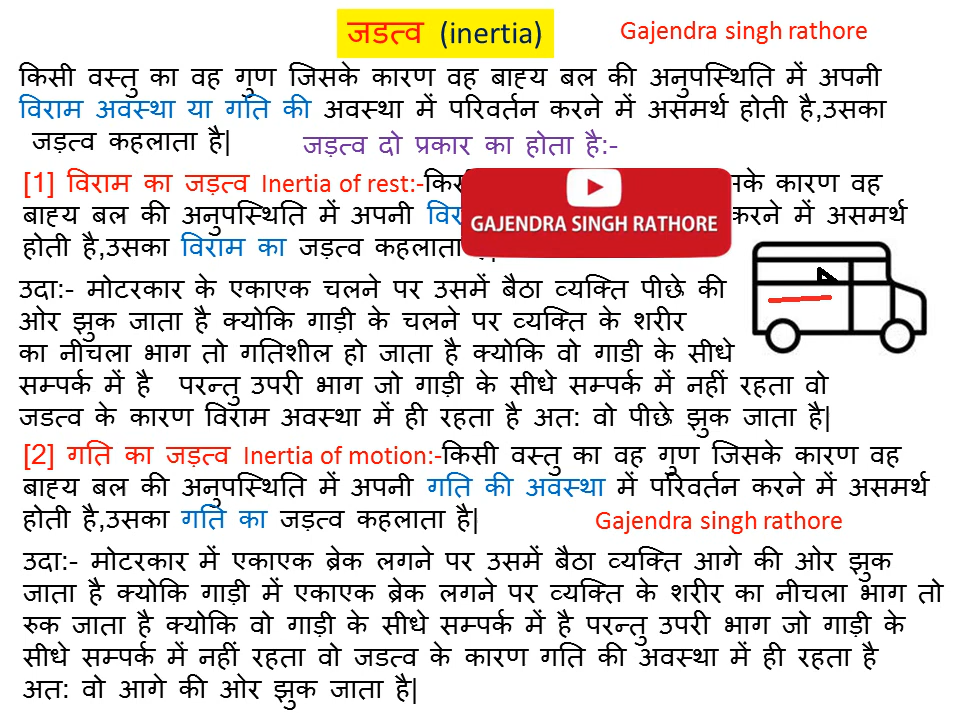 जडत्व (inertia)
Gajendra singh rathore
किसी वस्तु का वह गुण जिसके कारण वह बाह्य बल की अनुपस्थिति में अपनी
विराम अवस्था या गति की अवस्था में परिवर्तन करने में असमर्थ होती है,उसका
जड़त्व कहलाता है|
जड़त्व दो प्रकार का होता है:-
[1] विराम का जड़त्व Inertia of rest:- कारण वह
बाह्य बल की अनुपस्थिति में अपनी करने में असमर्थ
होती है,उसका विराम का जड़त्व कहलाता
GAJENDRA SINGH RATHORE
उदा:- मोटरकार के एकाएक चलने पर उसमें बैठा व्यक्ति पीछे की
ओर झुक जाता है क्योकि गाड़ी के चलने पर व्यक्ति के शरीर
का नीचला भाग तो गतिशील हो जाता है क्योकि वो गाडी के सीधे
सम्पर्क में है परन्तु उपरी भाग जो गाड़ी के सीधे सम्पर्क में नहीं रहता वो
जडत्व के कारण विराम अवस्था में ही रहता है अत: वो पीछे झुक जाता है|
[2] गति का जड़त्व Inertia of motion:-किसी वस्तु का वह गुण जिसके कारण वह
बाह्य बल की अनुपस्थिति में अपनी गति की अवस्था में परिवर्तन करने में असमर्थ
होती है,उसका गति का जड़त्व कहलाता है|
Gajendra singh rathore
उदा:- मोटरकार में एकाएक ब्रेक लगने पर उसमें बैठा व्यक्ति आगे की ओर झुक
जाता है क्योकि गाड़ी में एकाएक ब्रेक लगने पर व्यक्ति के शरीर का नीचला भाग तो
रुक जाता है क्योकि वो गाड़ी के सीधे सम्पर्क में है परन्तु उपरी भाग जो गाड़ी के
सीधे सम्पर्क में नहीं रहता वो जडत्व के कारण गति की अवस्था में ही रहता है
अत: वो आगे की ओर झुक जाता है|